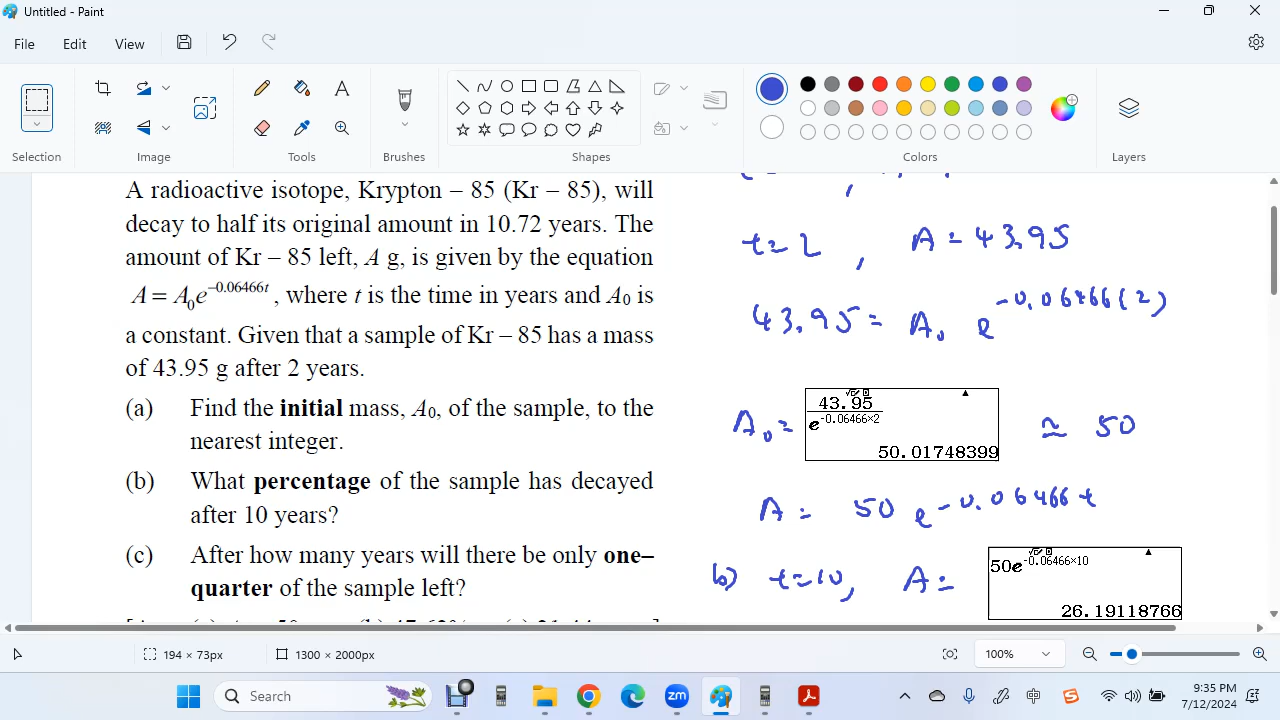 Untitled - Paint
File Edit View
Selection Image Tools Brushes Shapes Colors Layers
A radioactive isotope, Krypton – 85 (Kr – 85), will
decay to half its original amount in 10.72 years. The
amount of Kr – 85 left, A g, is given by the equation
A = A₀e^{-0.06466t}, where t is the time in years and A₀ is
a constant. Given that a sample of Kr – 85 has a mass
of 43.95 g after 2 years.
(a) Find the initial mass, A₀, of the sample, to the
nearest integer.
(b) What percentage of the sample has decayed
after 10 years?
(c) After how many years will there be only one–
quarter of the sample left?
t = 2 , A = 43.95
43.95 = A₀ e^{-0.06466(2)}
A₀ = 43.95 / e^{-0.06466×2} 50.01748399 ≃ 50
A = 50 e^{-0.06466t}
b) t = 10, A = 50e^{-0.06466×10} 26.19118766
194 × 73px 1300 × 2000px 100%
Search zm 中 S 9:35 PM
7/12/2024